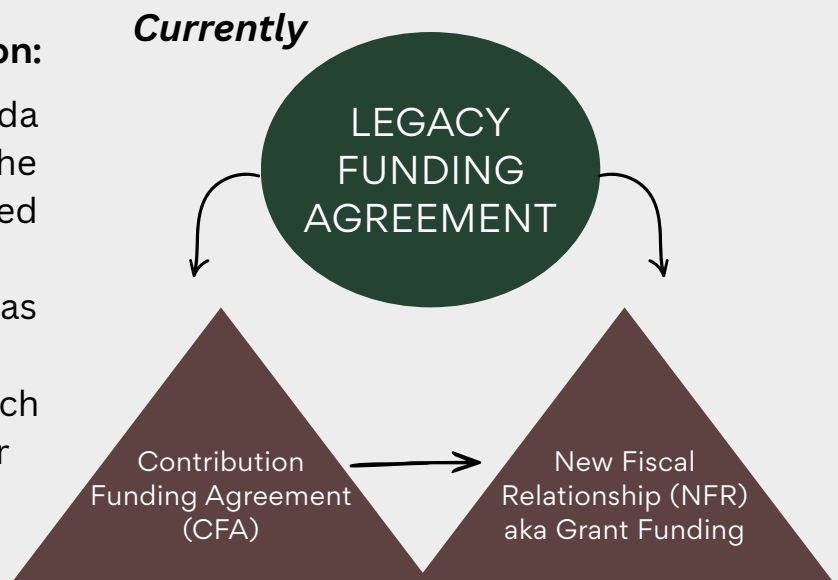 Currently
on:
da
he
ed
as
ch
r
LEGACY
FUNDING
AGREEMENT
Contribution
Funding Agreement
(CFA)
New Fiscal
Relationship (NFR)
aka Grant Funding